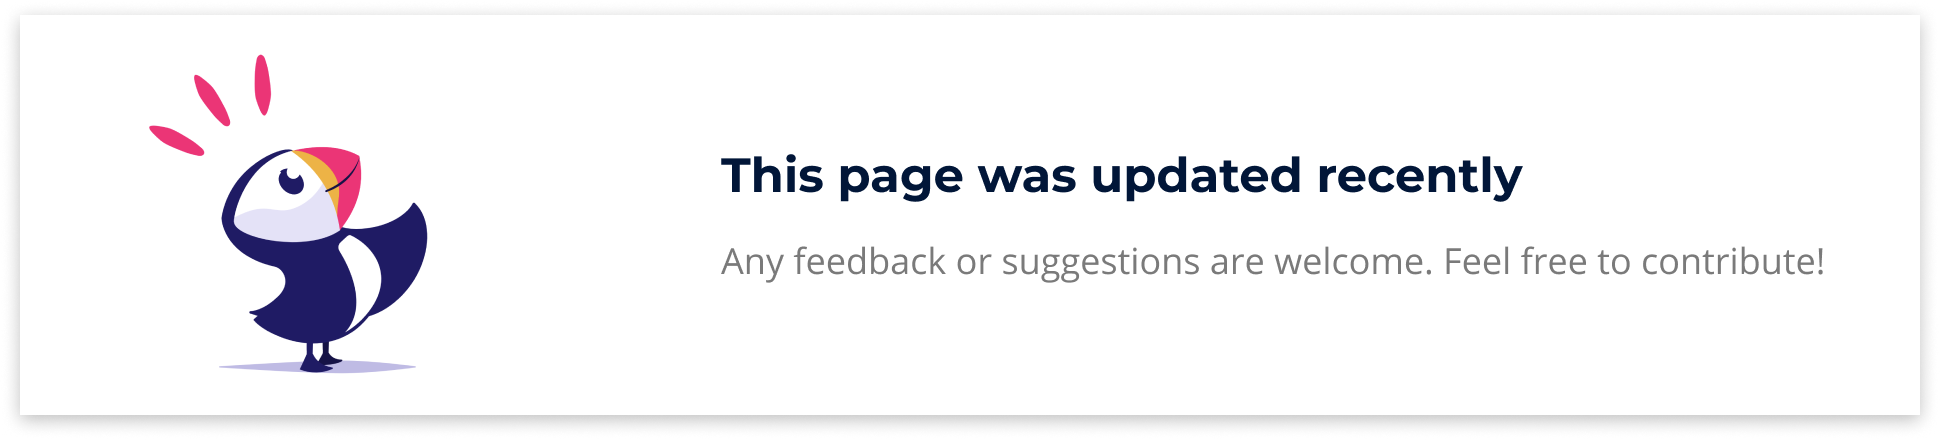 This page was updated recently
Any feedback or suggestions are welcome. Feel free to contribute!